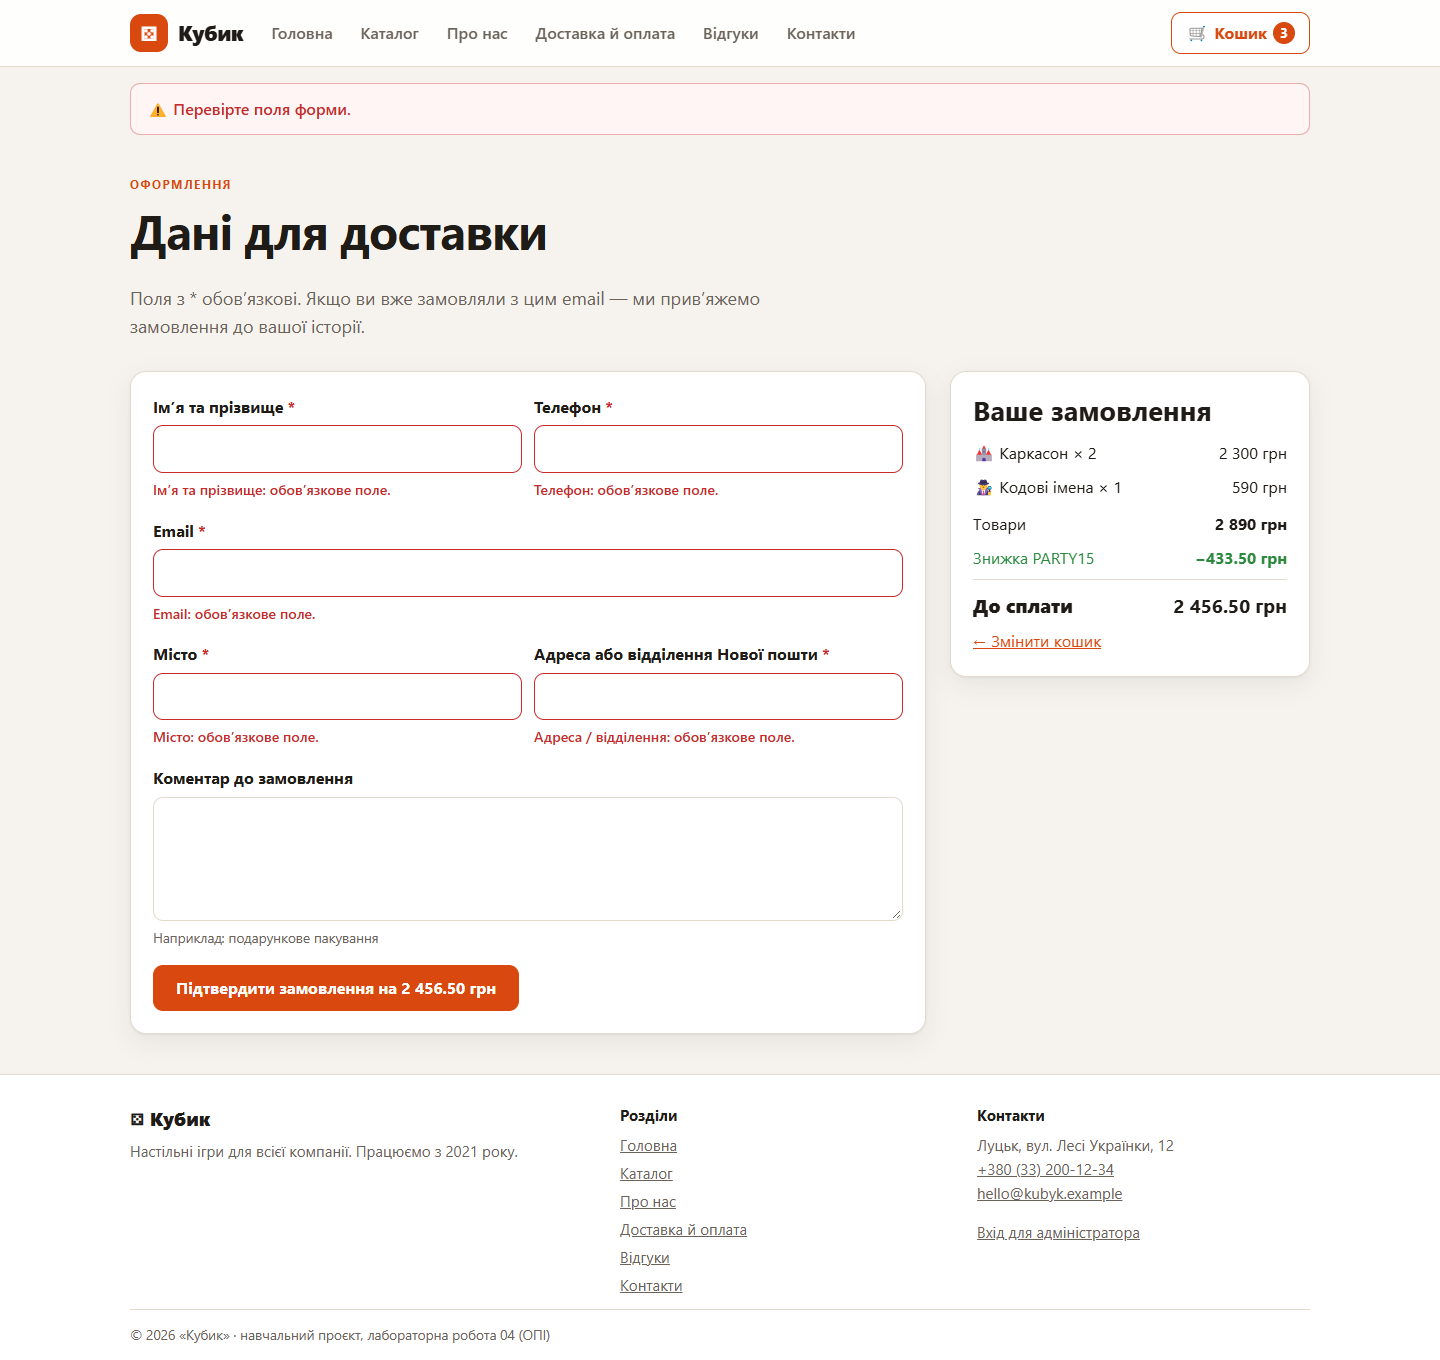 Кубик
Головна
Каталог
Про нас
Доставка й оплата
Відгуки
Контакти
Кошик 3
Перевірте поля форми.
ОФОРМЛЕННЯ
Дані для доставки
Поля з * обов’язкові. Якщо ви вже замовляли з цим email — ми прив’яжемо
замовлення до вашої історії.
Ім’я та прізвище *
Телефон *
Ім’я та прізвище: обов’язкове поле.
Телефон: обов’язкове поле.
Email *
Email: обов’язкове поле.
Місто *
Адреса або відділення Нової пошти *
Місто: обов’язкове поле.
Адреса / відділення: обов’язкове поле.
Коментар до замовлення
Наприклад: подарункове пакування
Підтвердити замовлення на 2 456.50 грн
Ваше замовлення
Каркасон × 2 2 300 грн
Кодові імена × 1 590 грн
Товари 2 890 грн
Знижка PARTY15 −433.50 грн
До сплати 2 456.50 грн
← Змінити кошик
Кубик
Настільні ігри для всієї компанії. Працюємо з 2021 року.
Розділи
Головна
Каталог
Про нас
Доставка й оплата
Відгуки
Контакти
Контакти
Луцьк, вул. Лесі Українки, 12
+380 (33) 200-12-34
hello@kubyk.example
Вхід для адміністратора
© 2026 «Кубик» · навчальний проєкт, лабораторна робота 04 (ОПІ)